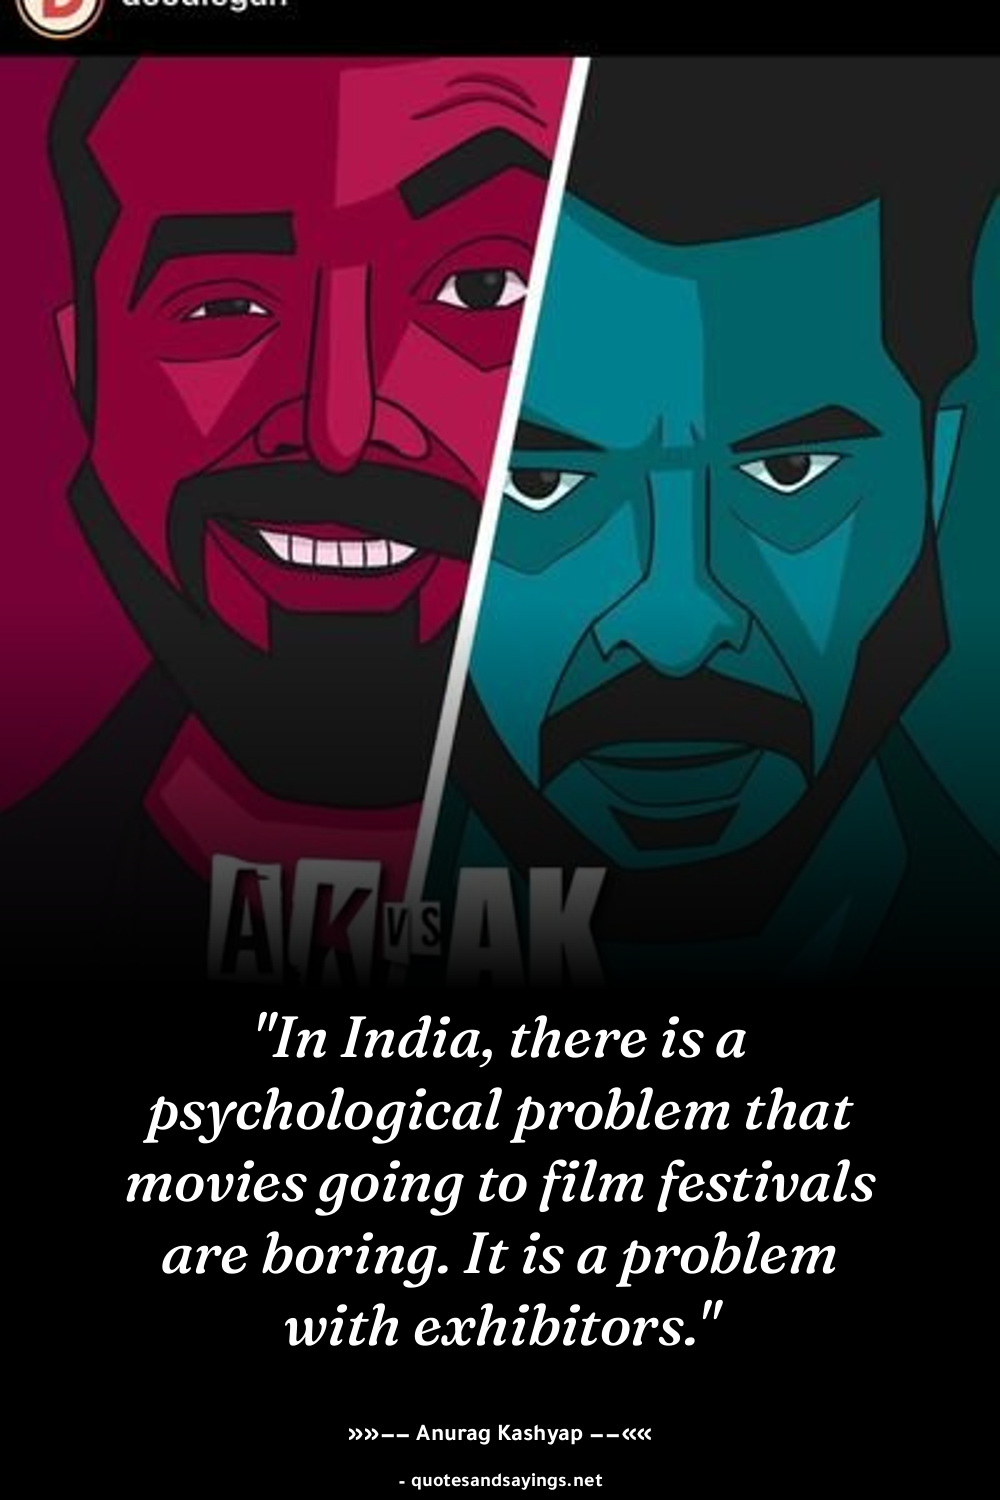 AK VS AK
"In India, there is a
psychological problem that
movies going to film festivals
are boring. It is a problem
with exhibitors."
»»-- Anurag Kashyap --««
- quotesandsayings.net